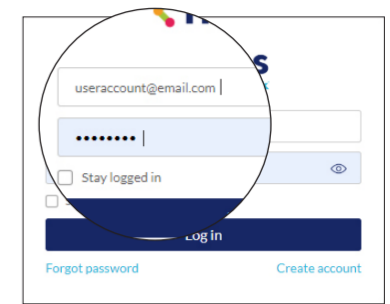 useraccount@email.com
••••••••
Stay logged in
Log in
Forgot password
Create account